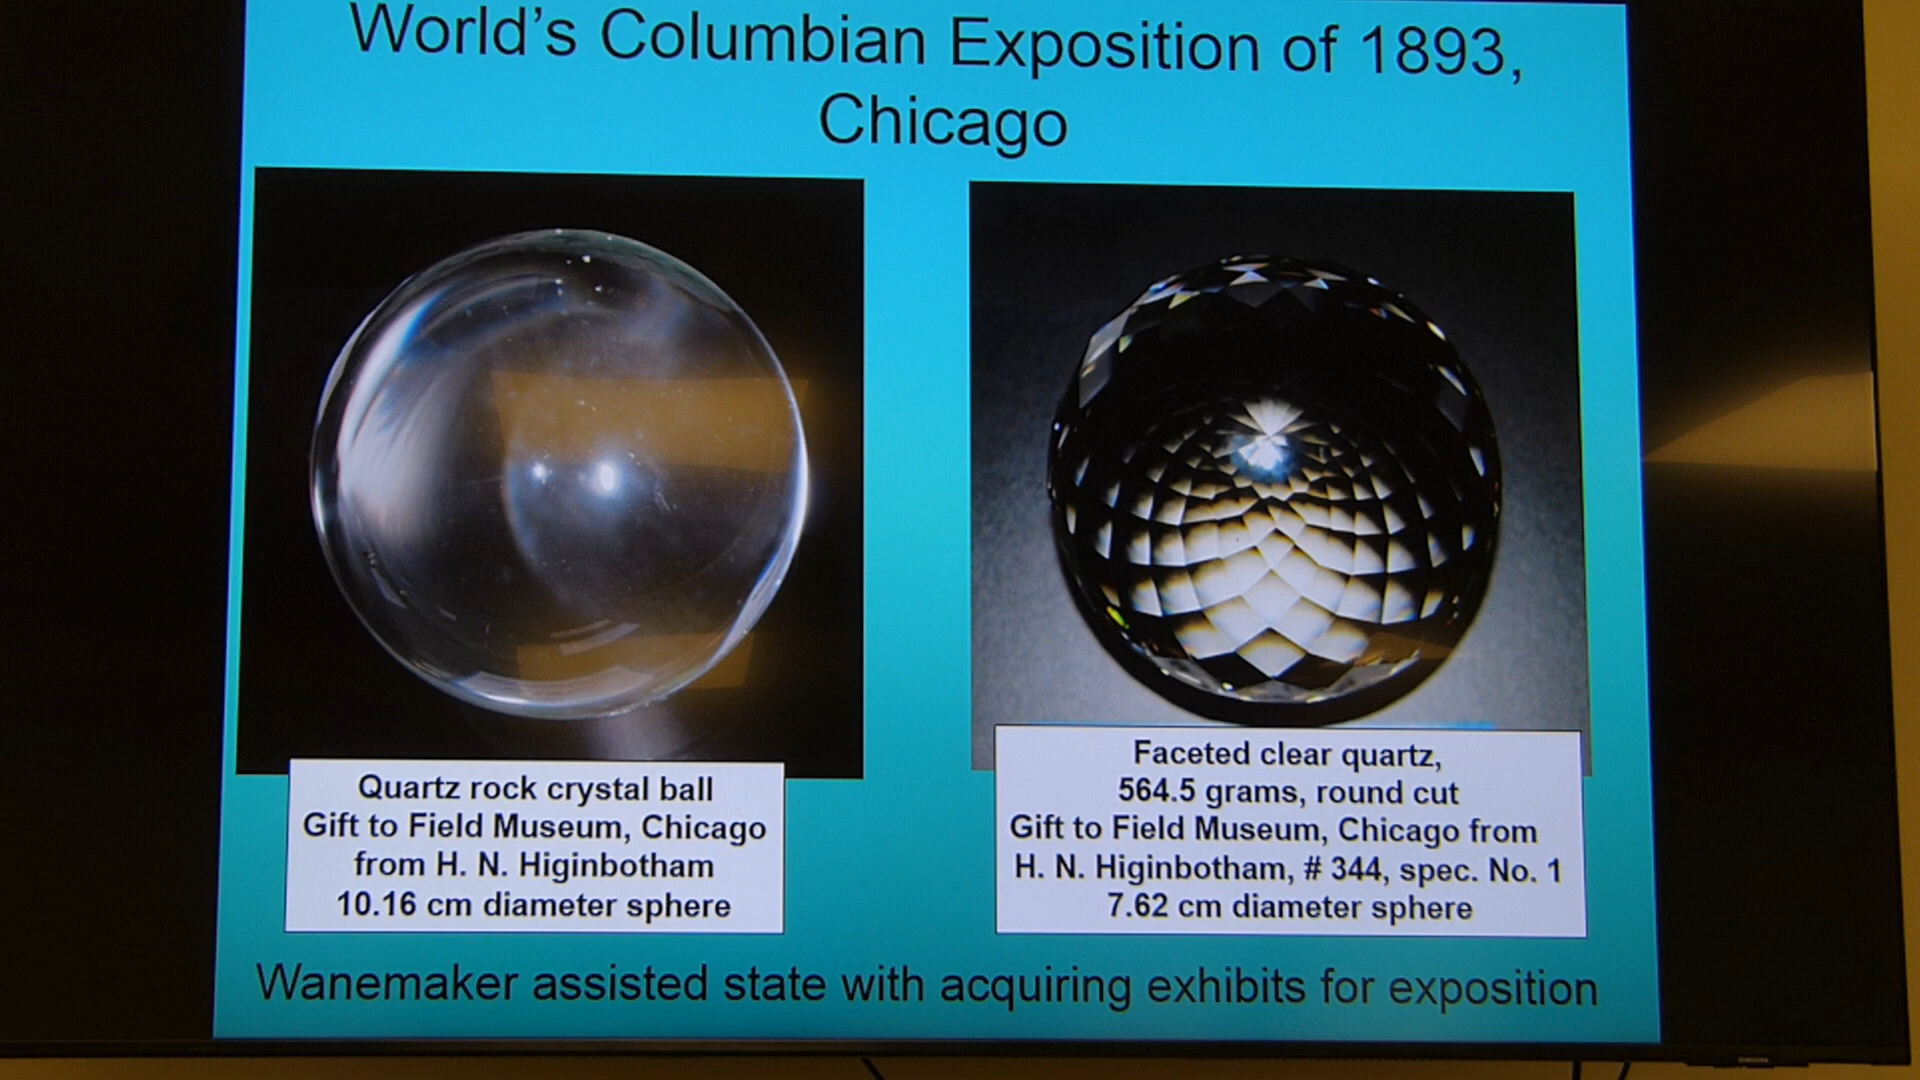 World's Columbian Exposition of 1893,
Chicago
Quartz rock crystal ball
Gift to Field Museum, Chicago
from H. N. Higinbotham
10.16 cm diameter sphere
Faceted clear quartz,
564.5 grams, round cut
Gift to Field Museum, Chicago from
H. N. Higinbotham, # 344, spec. No. 1
7.62 cm diameter sphere
Wanemaker assisted state with acquiring exhibits for exposition
SAMSUNG